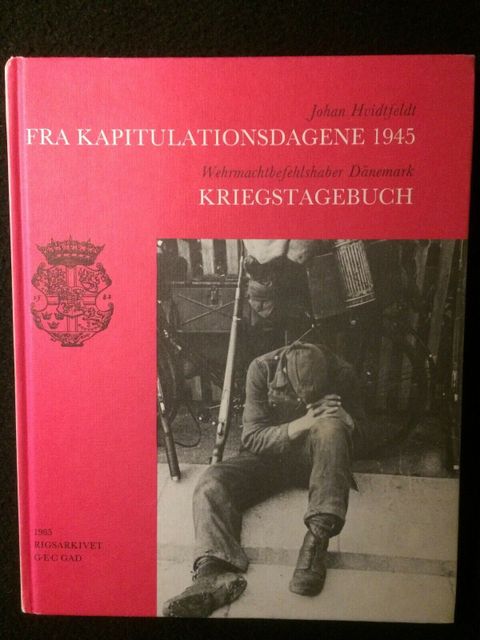 Johan Hvidtfeldt
FRA KAPITULATIONSDAGENE 1945
Wehrmachtbefehlshaber Dänemark
KRIEGSTAGEBUCH
1985
RIGSARKIVET
G·E·C GAD